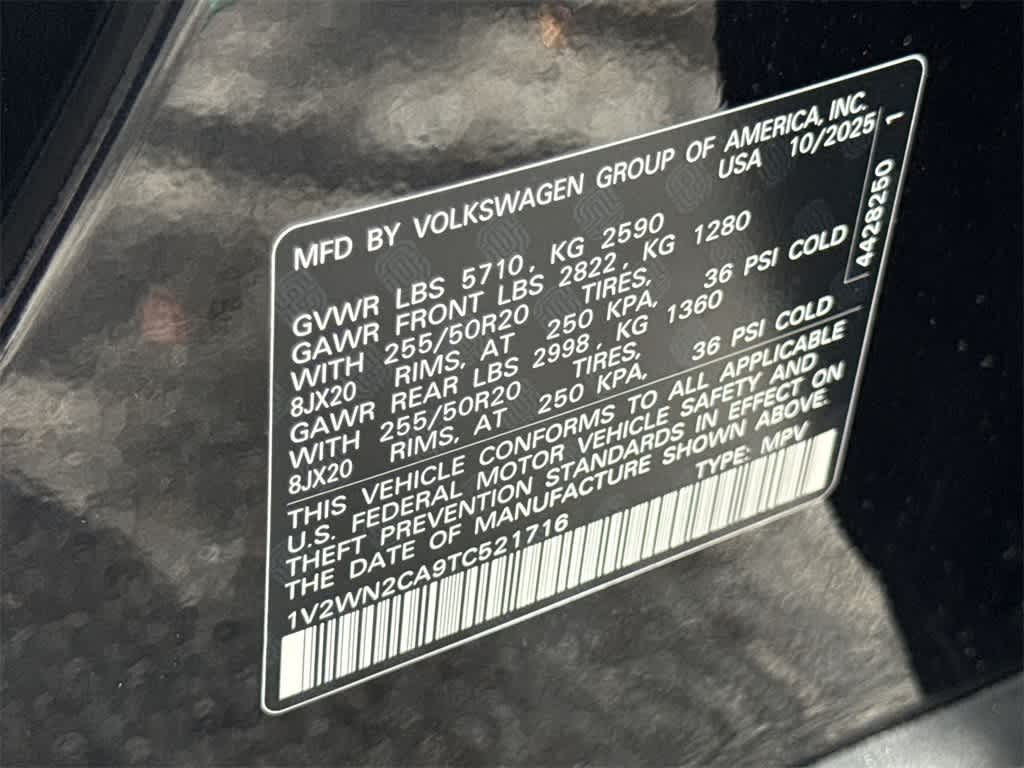 MFD BY VOLKSWAGEN GROUP OF AMERICA, INC.
USA 10/2025
GVWR LBS 5710, KG 2590
GAWR FRONT LBS 2822, KG 1280
WITH 255/50R20 TIRES,
8JX20 RIMS, AT 250 KPA, 36 PSI COLD
GAWR REAR LBS 2998, KG 1360
WITH 255/50R20 TIRES,
8JX20 RIMS, AT 250 KPA, 36 PSI COLD
THIS VEHICLE CONFORMS TO ALL APPLICABLE
U.S. FEDERAL MOTOR VEHICLE SAFETY AND
THEFT PREVENTION STANDARDS IN EFFECT ON
THE DATE OF MANUFACTURE SHOWN ABOVE.
1V2WN2CA9TC521716 TYPE: MPV
4428250 1